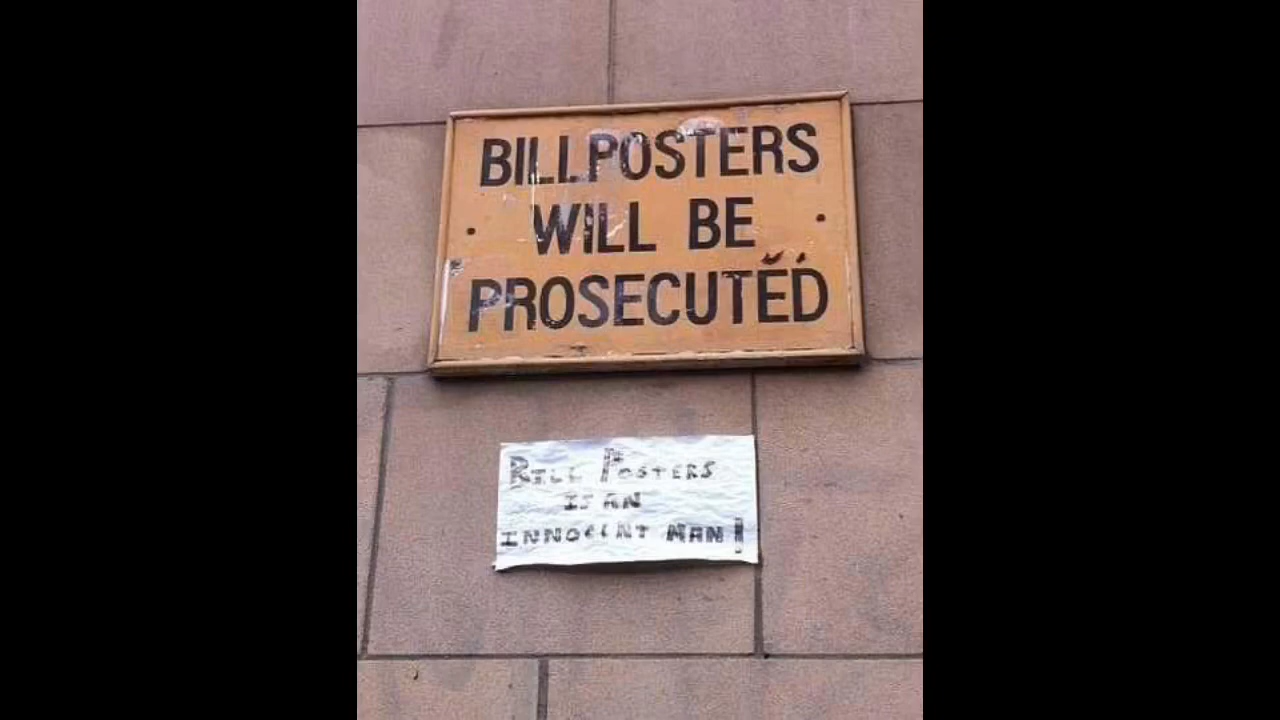 BILLPOSTERS
· WILL BE ·
PROSECUTED
BILL POSTERS
IS AN
INNOCENT MAN!